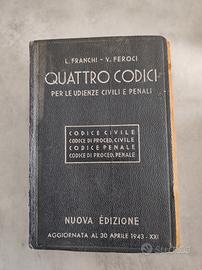 L. FRANCHI - V. FEROCI
QUATTRO CODICI
PER LE UDIENZE CIVILI E PENALI
CODICE CIVILE
CODICE DI PROCED. CIVILE
CODICE PENALE
CODICE DI PROCED. PENALE
NUOVA EDIZIONE
AGGIORNATA AL 30 APRILE 1943 - XXI
subito